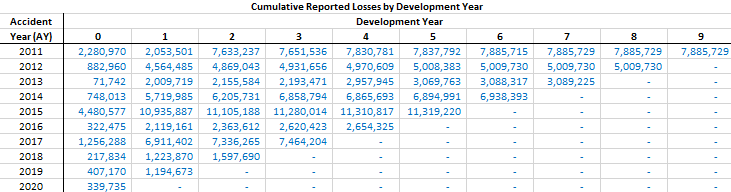 Cumulative Reported Losses by Development Year
Accident Development Year
Year (AY) 0 1 2 3 4 5 6 7 8 9
2011 2,280,970 2,053,501 7,633,237 7,651,536 7,830,781 7,837,792 7,885,715 7,885,729 7,885,729 7,885,729
2012 882,960 4,564,485 4,869,043 4,931,656 4,970,609 5,008,383 5,009,730 5,009,730 5,009,730 -
2013 71,742 2,009,719 2,155,584 2,193,471 2,957,945 3,069,763 3,088,317 3,089,225 - -
2014 748,013 5,719,985 6,205,731 6,858,794 6,865,693 6,894,991 6,938,393 - - -
2015 4,480,577 10,935,887 11,105,188 11,280,014 11,310,817 11,319,220 - - - -
2016 322,475 2,119,161 2,363,612 2,620,423 2,654,325 - - - - -
2017 1,256,288 6,911,402 7,336,265 7,464,204 - - - - - -
2018 217,834 1,223,870 1,597,690 - - - - - - -
2019 407,170 1,194,673 - - - - - - - -
2020 339,735 - - - - - - - - -